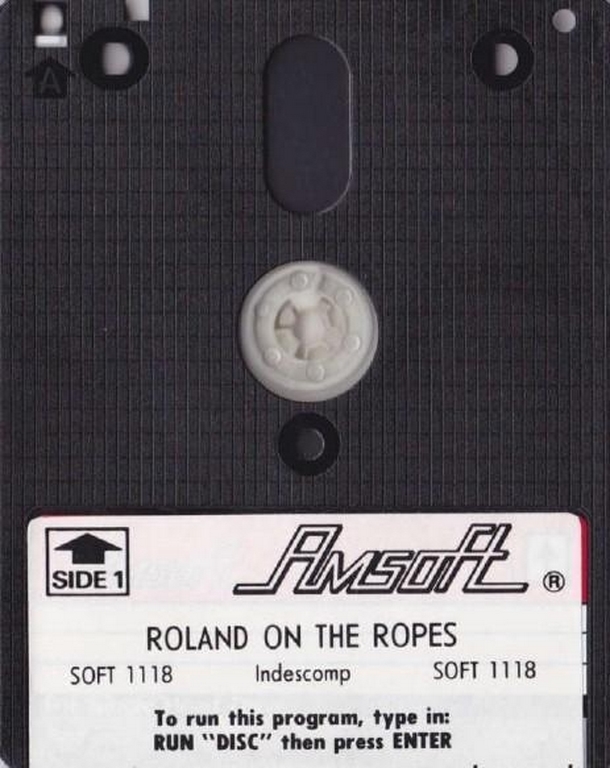 A
SIDE 1
Amsoft ®
ROLAND ON THE ROPES
SOFT 1118 Indescomp SOFT 1118
To run this program, type in:
RUN "DISC" then press ENTER